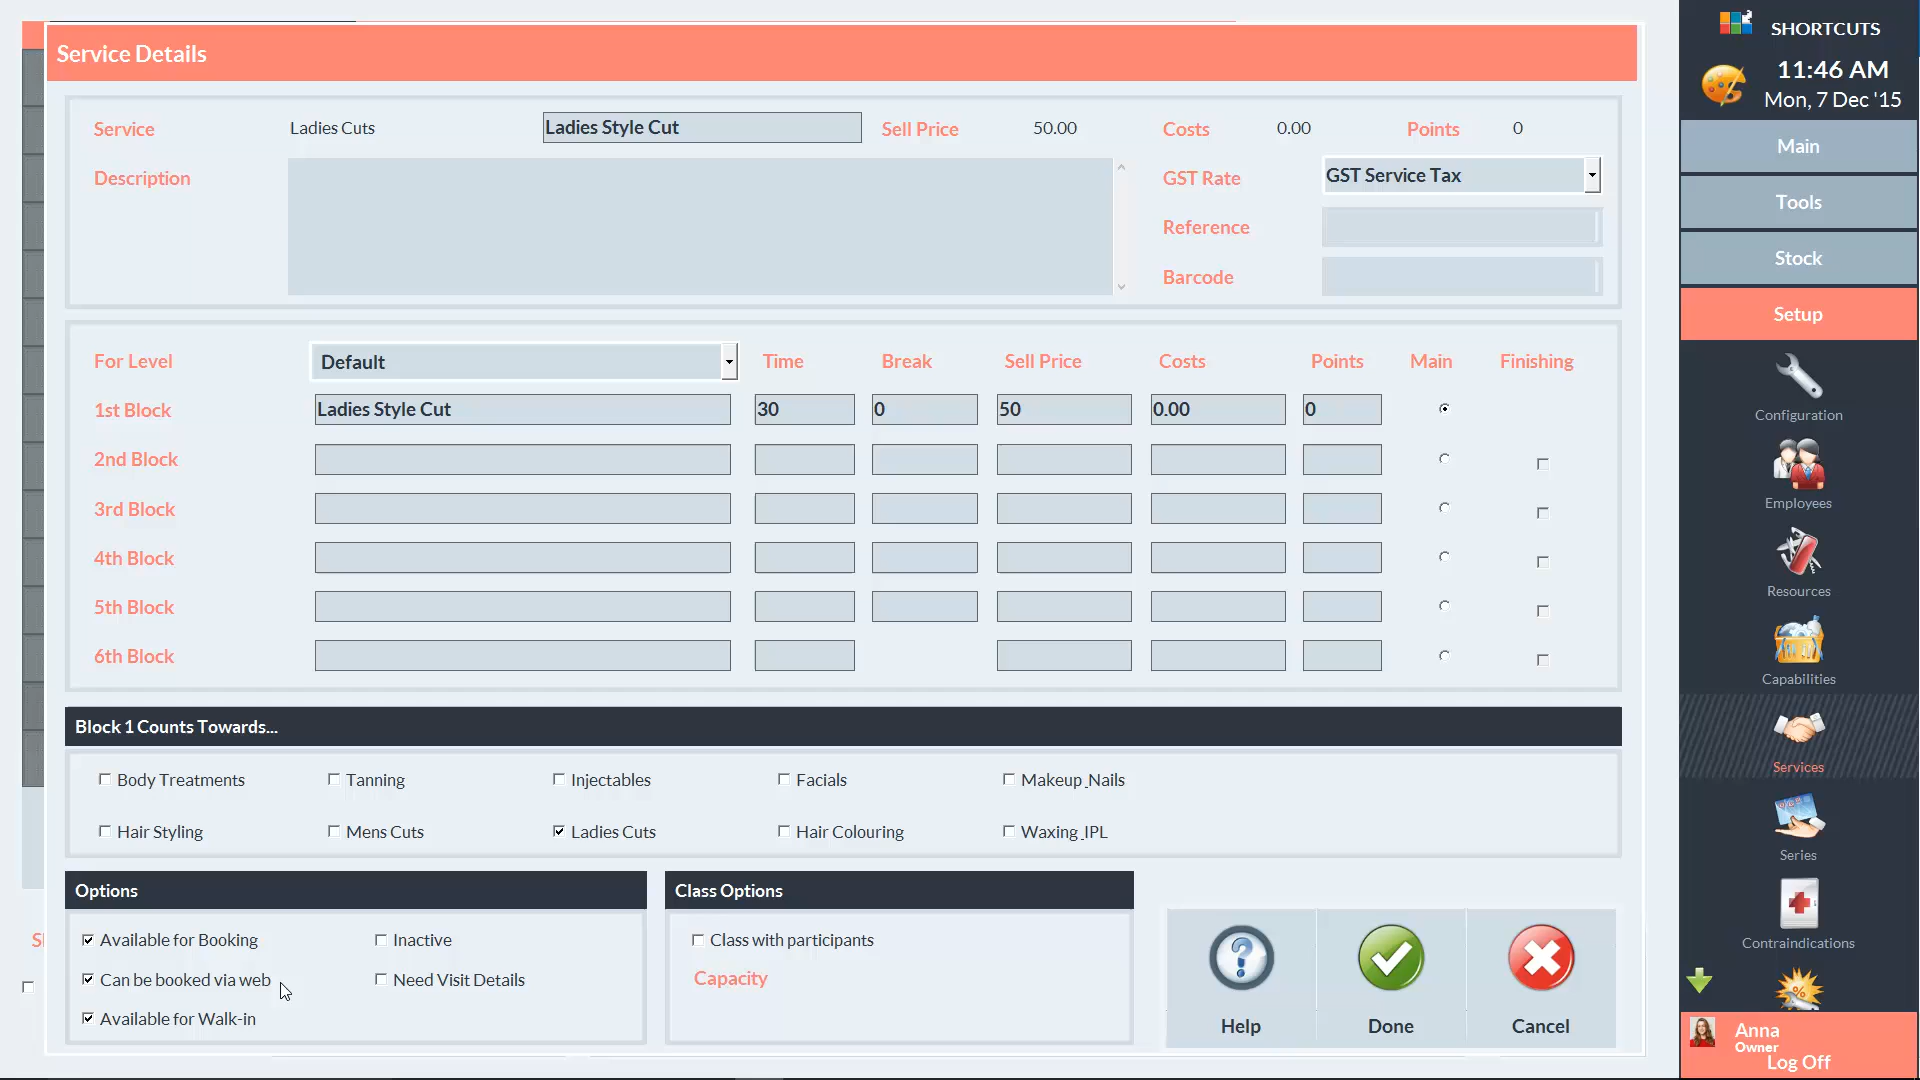 SHORTCUTS
11:46 AM
Mon, 7 Dec '15
Service Details
Service Ladies Cuts Ladies Style Cut Sell Price 50.00 Costs 0.00 Points 0
Description
GST Rate GST Service Tax
Reference
Barcode
For Level Default Time Break Sell Price Costs Points Main Finishing
1st Block Ladies Style Cut 30 0 50 0.00 0
2nd Block
3rd Block
4th Block
5th Block
6th Block
Block 1 Counts Towards...
Body Treatments Tanning Injectables Facials Makeup_Nails
Hair Styling Mens Cuts Ladies Cuts Hair Colouring Waxing_IPL
Options
Available for Booking Inactive
Can be booked via web Need Visit Details
Available for Walk-in
Class Options
Class with participants
Capacity
Help Done Cancel
Main
Tools
Stock
Setup
Configuration
Employees
Resources
Capabilities
Services
Series
Contraindications
Anna
Owner
Log Off